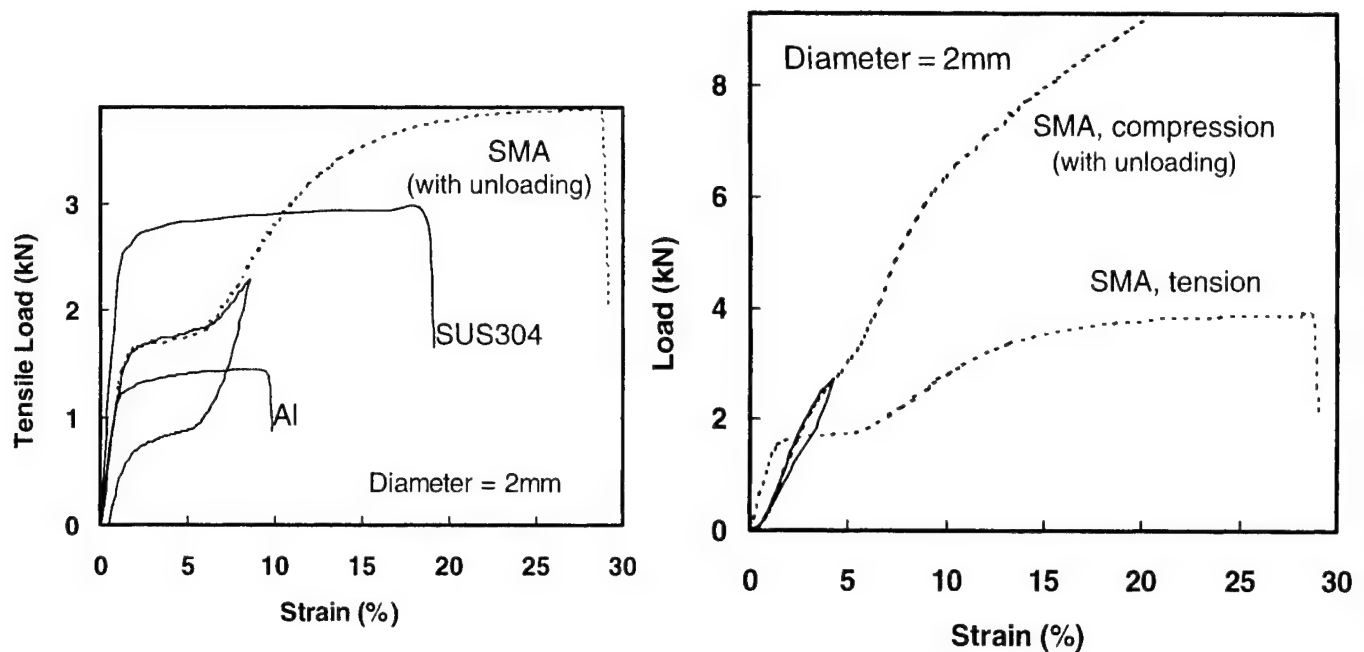 Tensile Load (kN)
3
2
1
0
SMA
(with unloading)
SUS304
Al
Diameter = 2mm
0 5 10 15 20 25 30
Strain (%)
Load (kN)
8
6
4
2
0
Diameter = 2mm
SMA, compression
(with unloading)
SMA, tension
0 5 10 15 20 25 30
Strain (%)